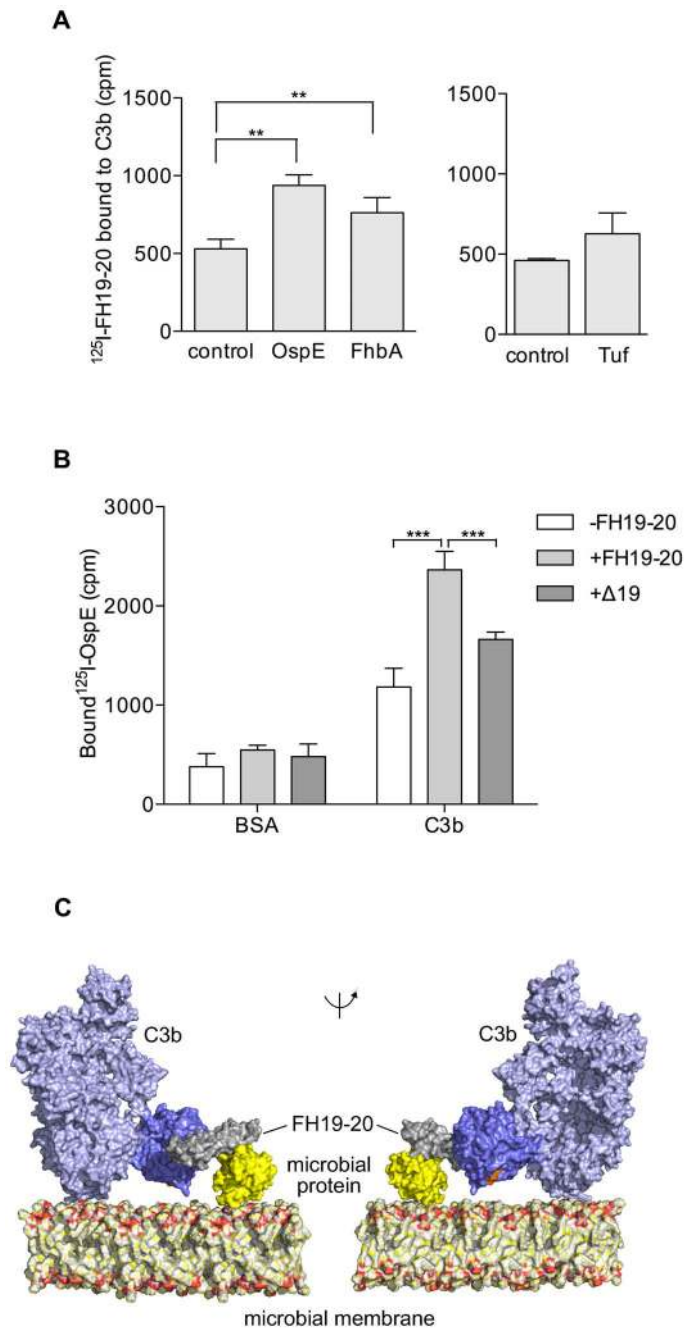 A
¹²⁵I-FH19-20 bound to C3b (cpm)
1500
1000
500
0
**
**
control OspE FhbA
1500
1000
500
0
control Tuf
B
Bound¹²⁵I-OspE (cpm)
3000
2000
1000
0
*** ***
BSA C3b
-FH19-20
+FH19-20
+Δ19
C
C3b C3b
FH19-20
microbial
protein
microbial membrane